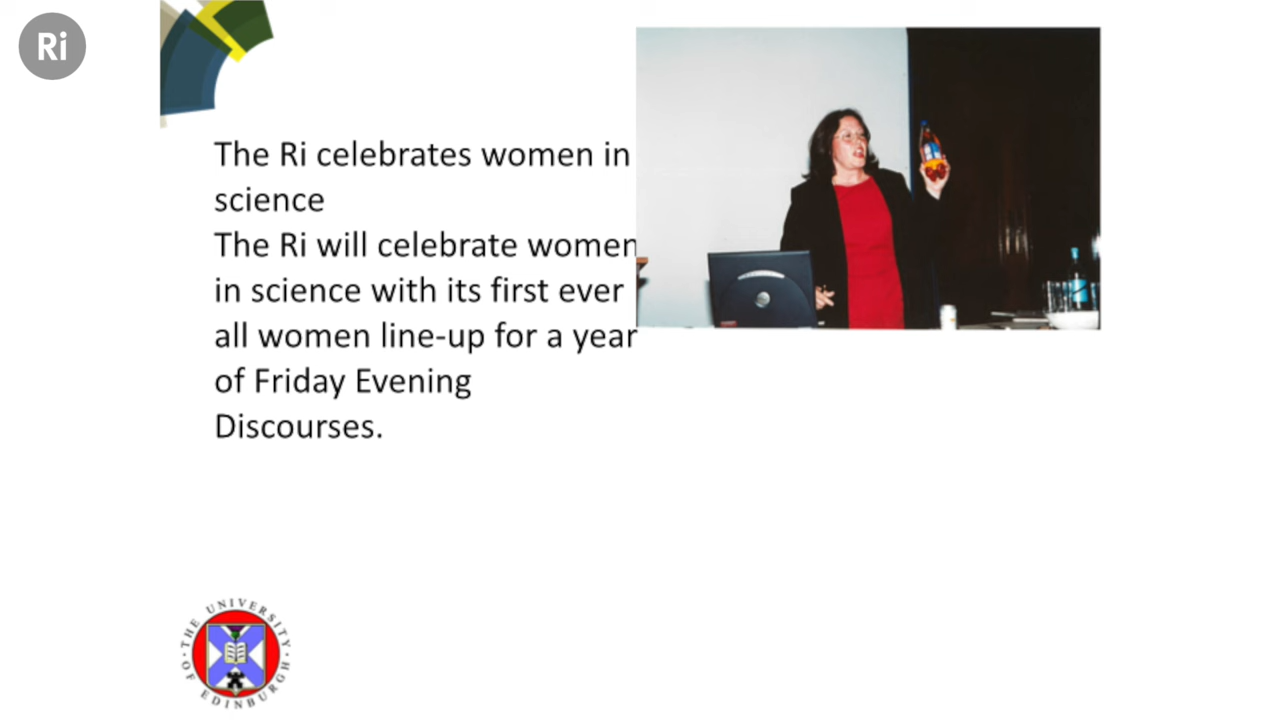 Ri
The Ri celebrates women in
science
The Ri will celebrate women
in science with its first ever
all women line-up for a year
of Friday Evening
Discourses.
THE UNIVERSITY
OF EDINBURGH